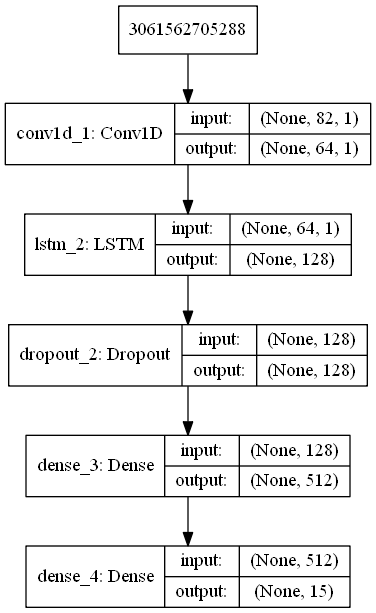 3061562705288
conv1d_1: Conv1D
input:
(None, 82, 1)
output:
(None, 64, 1)
lstm_2: LSTM
input:
(None, 64, 1)
output:
(None, 128)
dropout_2: Dropout
input:
(None, 128)
output:
(None, 128)
dense_3: Dense
input:
(None, 128)
output:
(None, 512)
dense_4: Dense
input:
(None, 512)
output:
(None, 15)